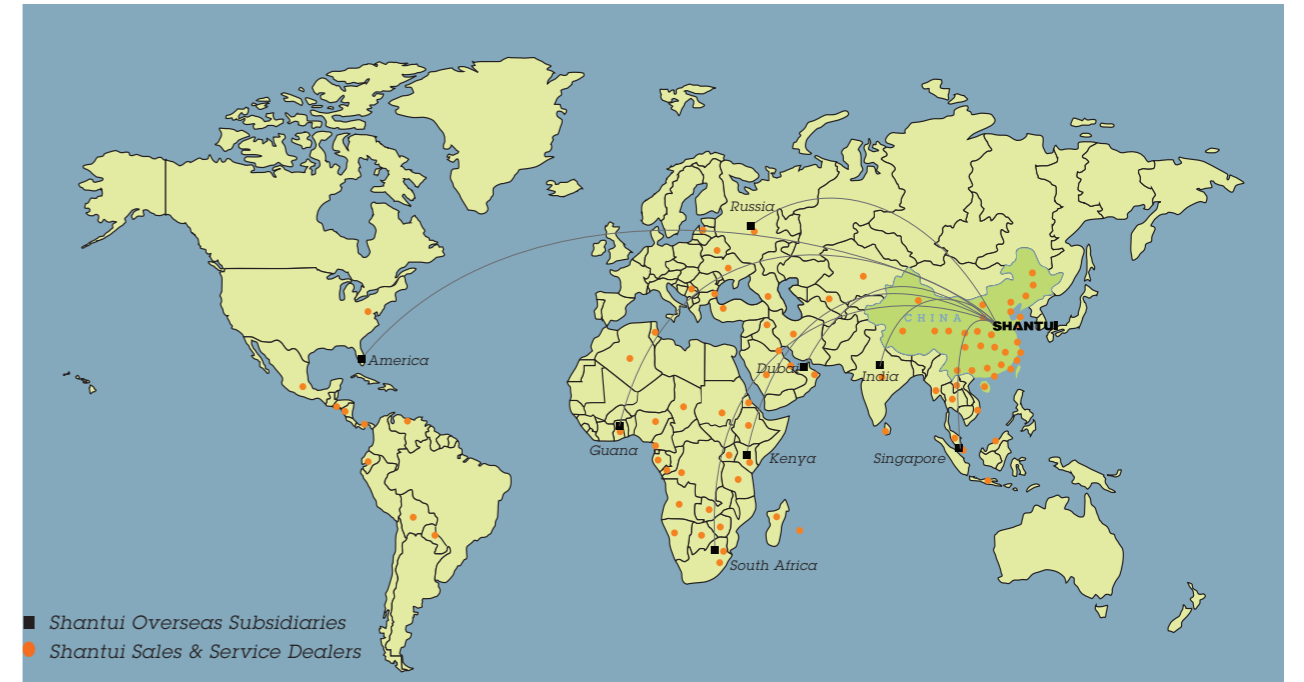 Russia
CHINA
SHANTUI
America
Dubai
India
Guana
Kenya
Singapore
South Africa
Shantui Overseas Subsidiaries
Shantui Sales & Service Dealers